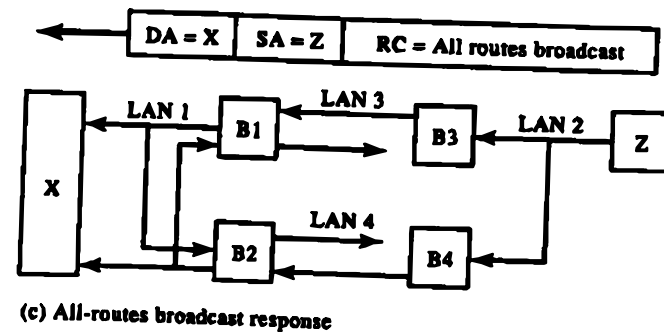 DA = X SA = Z RC = All routes broadcast
LAN 1 B1 LAN 3 B3 LAN 2 Z
X
B2 LAN 4 B4
(c) All-routes broadcast response